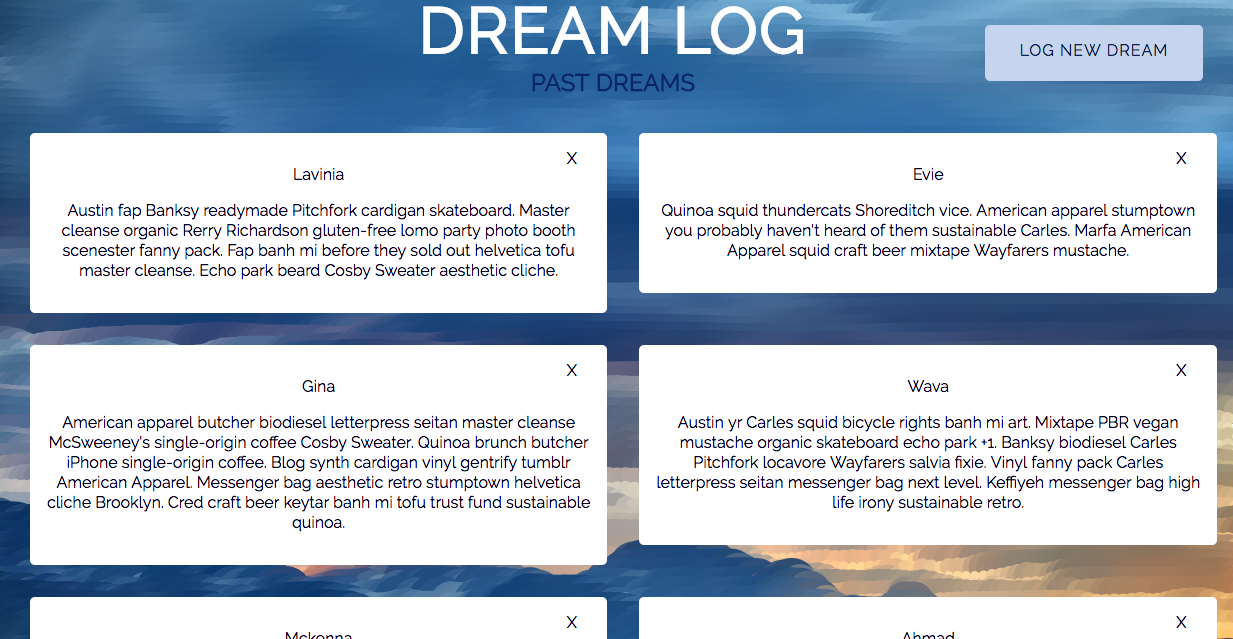 DREAM LOG
LOG NEW DREAM
PAST DREAMS
X
Lavinia
Austin fap Banksy readymade Pitchfork cardigan skateboard. Master
cleanse organic Rerry Richardson gluten-free lomo party photo booth
scenester fanny pack. Fap banh mi before they sold out helvetica tofu
master cleanse. Echo park beard Cosby Sweater aesthetic cliche.
X
Evie
Quinoa squid thundercats Shoreditch vice. American apparel stumptown
you probably haven't heard of them sustainable Carles. Marfa American
Apparel squid craft beer mixtape Wayfarers mustache.
X
Gina
American apparel butcher biodiesel letterpress seitan master cleanse
McSweeney's single-origin coffee Cosby Sweater. Quinoa brunch butcher
iPhone single-origin coffee. Blog synth cardigan vinyl gentrify tumblr
American Apparel. Messenger bag aesthetic retro stumptown helvetica
cliche Brooklyn. Cred craft beer keytar banh mi tofu trust fund sustainable
quinoa.
X
Wava
Austin yr Carles squid bicycle rights banh mi art. Mixtape PBR vegan
mustache organic skateboard echo park +1. Banksy biodiesel Carles
Pitchfork locavore Wayfarers salvia fixie. Vinyl fanny pack Carles
letterpress seitan messenger bag next level. Keffiyeh messenger bag high
life irony sustainable retro.
X
Mckenna
X
Ahmad